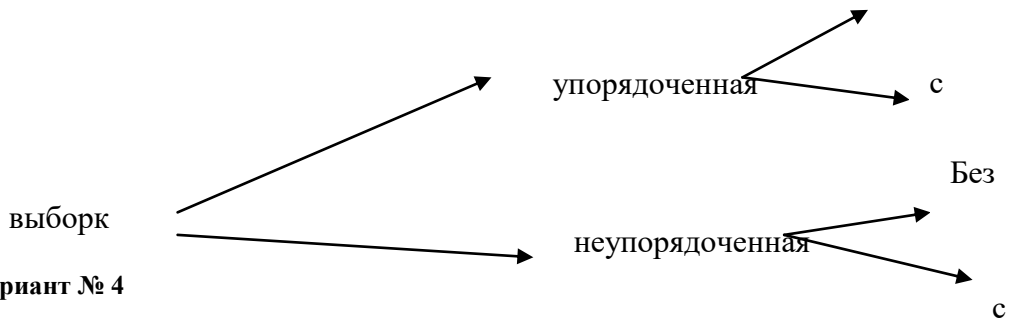 упорядоченная
с
Без
выборк
неупорядоченная
риант № 4
с